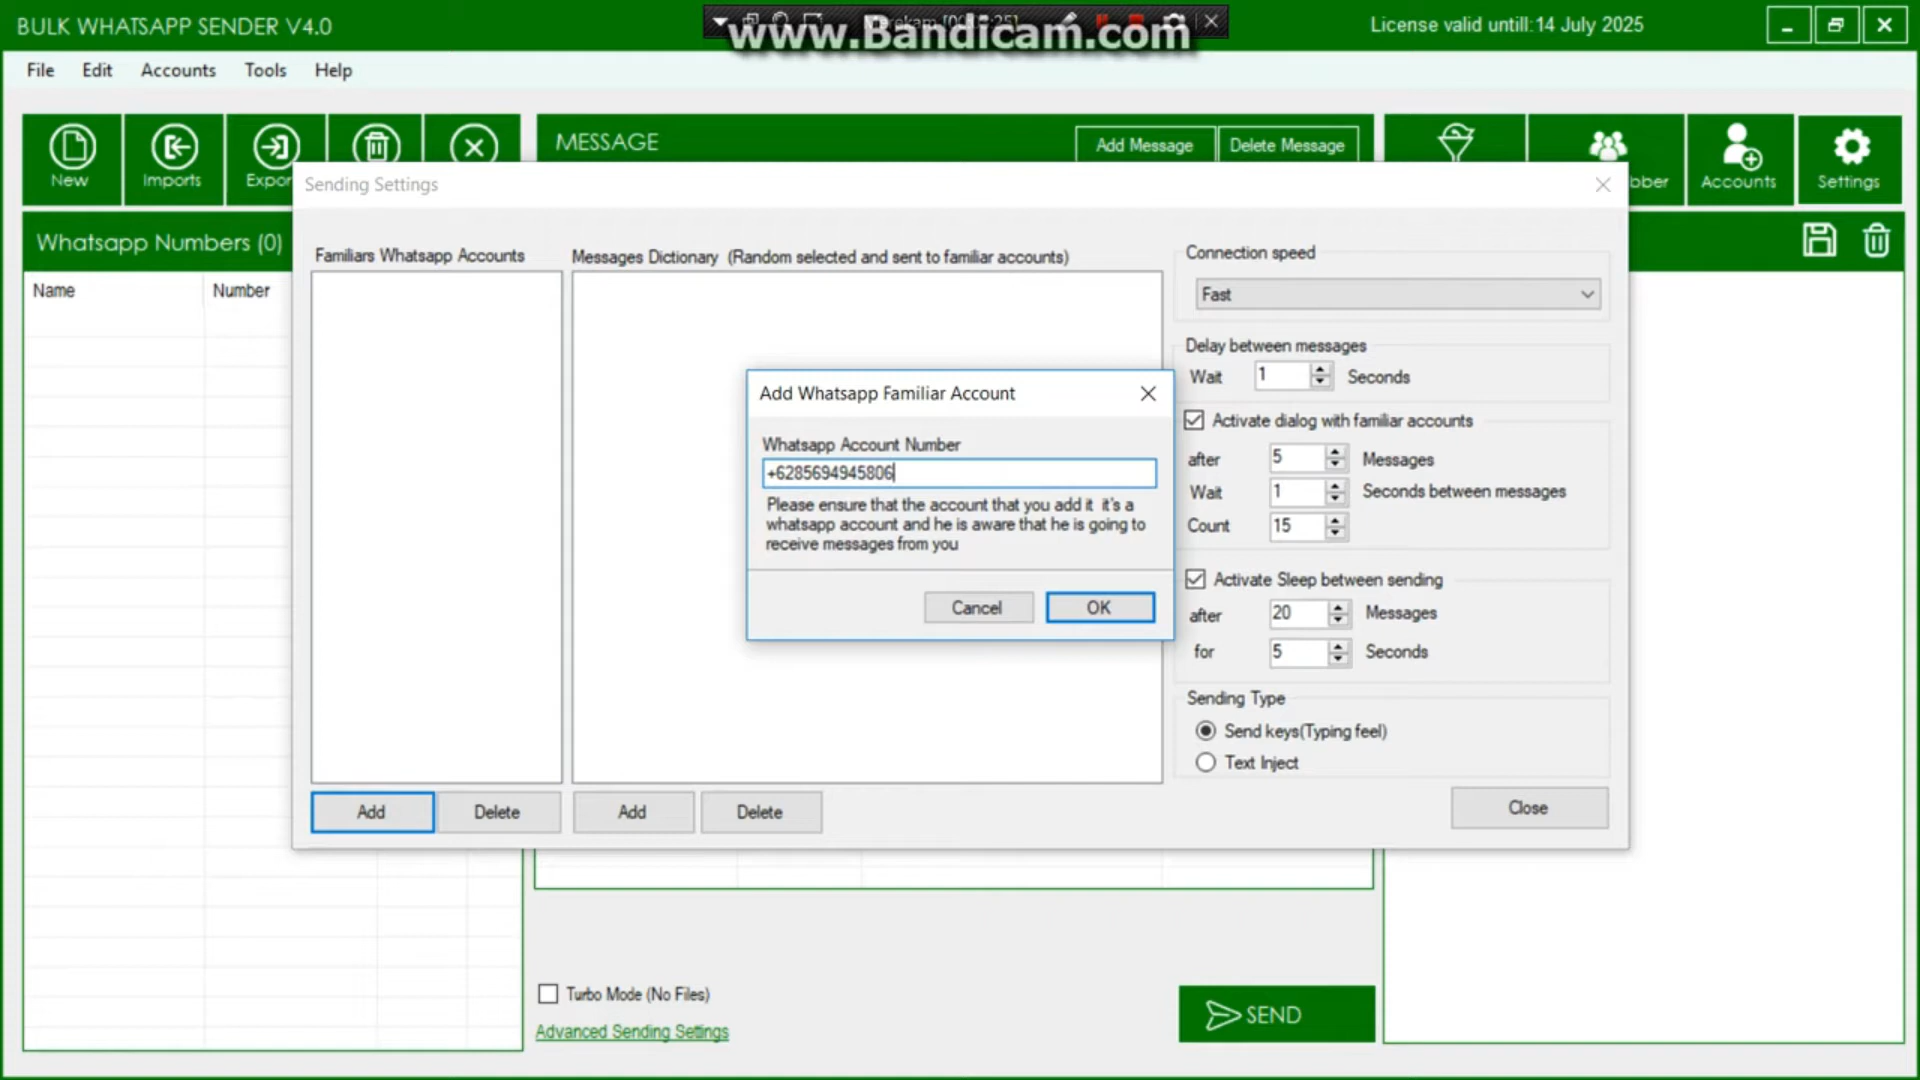 BULK WHATSAPP SENDER V4.0
www.Bandicam.com
License valid untill: 14 July 2025
File Edit Accounts Tools Help
New
Imports
Expor
MESSAGE
Add Message
Delete Message
bber
Accounts
Settings
Sending Settings
Whatsapp Numbers (0)
Name Number
Familiars Whatsapp Accounts
Messages Dictionary (Random selected and sent to familiar accounts)
Connection speed
Fast
Delay between messages
Wait 1 Seconds
Activate dialog with familiar accounts
after 5 Messages
Wait 1 Seconds between messages
Count 15
Activate Sleep between sending
after 20 Messages
for 5 Seconds
Sending Type
Send keys(Typing feel)
Text Inject
Add Whatsapp Familiar Account
Whatsapp Account Number
+6285694945806
Please ensure that the account that you add it it's a
whatsapp account and he is aware that he is going to
receive messages from you
Cancel
OK
Add
Delete
Add
Delete
Close
Turbo Mode (No Files)
Advanced Sending Settings
SEND